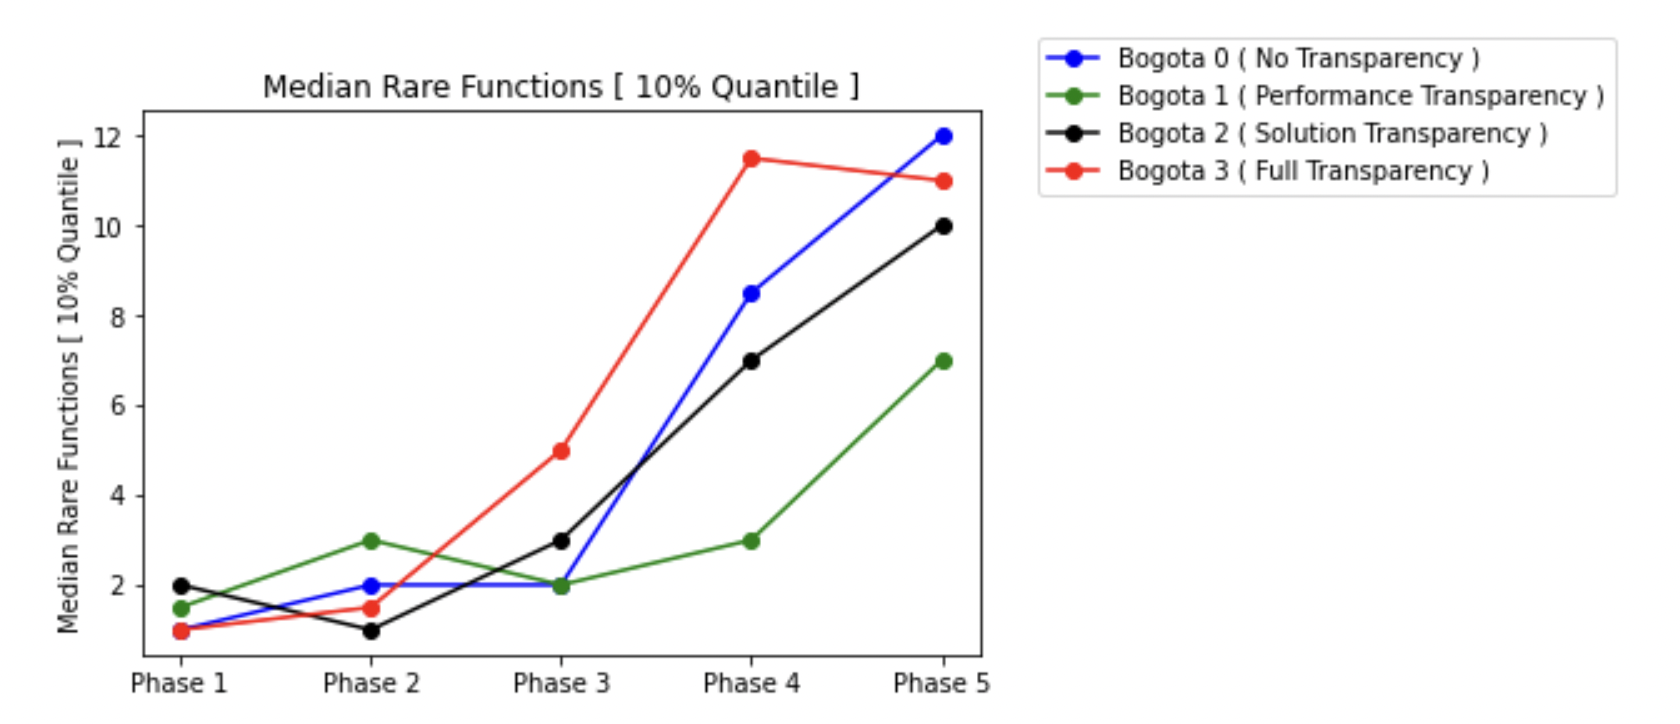 Median Rare Functions [ 10% Quantile ]
Bogota 0 ( No Transparency )
Bogota 1 ( Performance Transparency )
Bogota 2 ( Solution Transparency )
Bogota 3 ( Full Transparency )
Median Rare Functions [ 10% Quantile ]
12
10
8
6
4
2
Phase 1
Phase 2
Phase 3
Phase 4
Phase 5